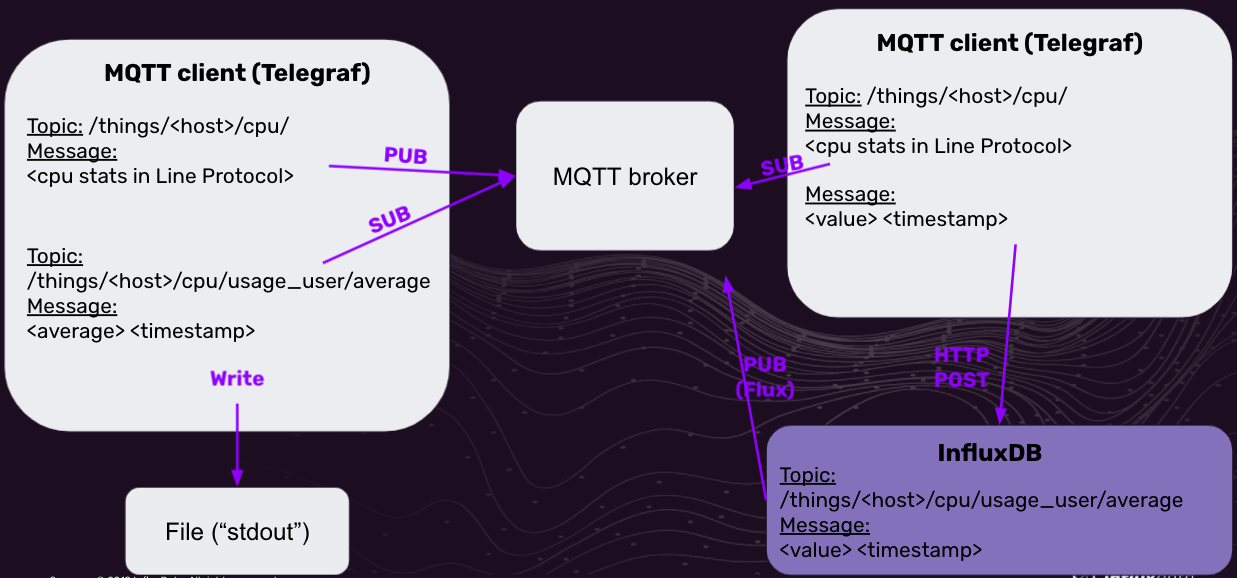 MQTT client (Telegraf)
Topic: /things/<host>/cpu/
Message:
<cpu stats in Line Protocol>
PUB
SUB
Topic:
/things/<host>/cpu/usage_user/average
Message:
<average> <timestamp>
Write
File (“stdout”)
MQTT broker
MQTT client (Telegraf)
Topic: /things/<host>/cpu/
Message:
<cpu stats in Line Protocol>
SUB
Message:
<value> <timestamp>
HTTP
POST
PUB
(Flux)
InfluxDB
Topic:
/things/<host>/cpu/usage_user/average
Message:
<value> <timestamp>